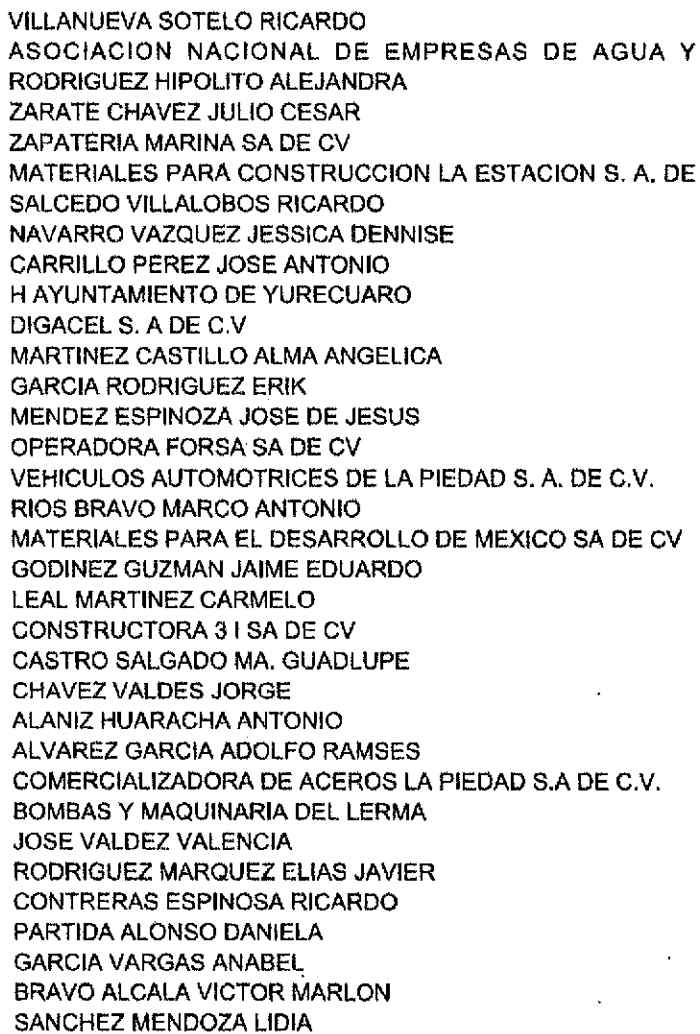 VILLANUEVA SOTELO RICARDO
ASOCIACION NACIONAL DE EMPRESAS DE AGUA Y
RODRIGUEZ HIPOLITO ALEJANDRA
ZARATE CHAVEZ JULIO CESAR
ZAPATERIA MARINA SA DE CV
MATERIALES PARA CONSTRUCCION LA ESTACION S. A. DE
SALCEDO VILLALOBOS RICARDO
NAVARRO VAZQUEZ JESSICA DENNISE
CARRILLO PEREZ JOSE ANTONIO
H AYUNTAMIENTO DE YURECUARO
DIGACEL S. A DE C.V
MARTINEZ CASTILLO ALMA ANGELICA
GARCIA RODRIGUEZ ERIK
MENDEZ ESPINOZA JOSE DE JESUS
OPERADORA FORSA SA DE CV
VEHICULOS AUTOMOTRICES DE LA PIEDAD S. A. DE C.V.
RIOS BRAVO MARCO ANTONIO
MATERIALES PARA EL DESARROLLO DE MEXICO SA DE CV
GODINEZ GUZMAN JAIME EDUARDO
LEAL MARTINEZ CARMELO
CONSTRUCTORA 3 I SA DE CV
CASTRO SALGADO MA. GUADLUPE
CHAVEZ VALDES JORGE
ALANIZ HUARACHA ANTONIO
ALVAREZ GARCIA ADOLFO RAMSES
COMERCIALIZADORA DE ACEROS LA PIEDAD S.A DE C.V.
BOMBAS Y MAQUINARIA DEL LERMA
JOSE VALDEZ VALENCIA
RODRIGUEZ MARQUEZ ELIAS JAVIER
CONTRERAS ESPINOSA RICARDO
PARTIDA ALONSO DANIELA
GARCIA VARGAS ANABEL
BRAVO ALCALA VICTOR MARLON
SANCHEZ MENDOZA LIDIA